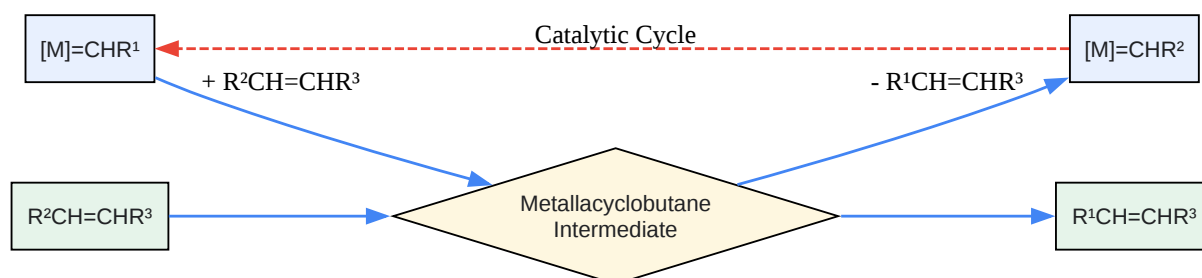 Catalytic Cycle
[M]=CHR¹
[M]=CHR²
+ R²CH=CHR³
- R¹CH=CHR³
R²CH=CHR³
Metallacyclobutane
Intermediate
R¹CH=CHR³